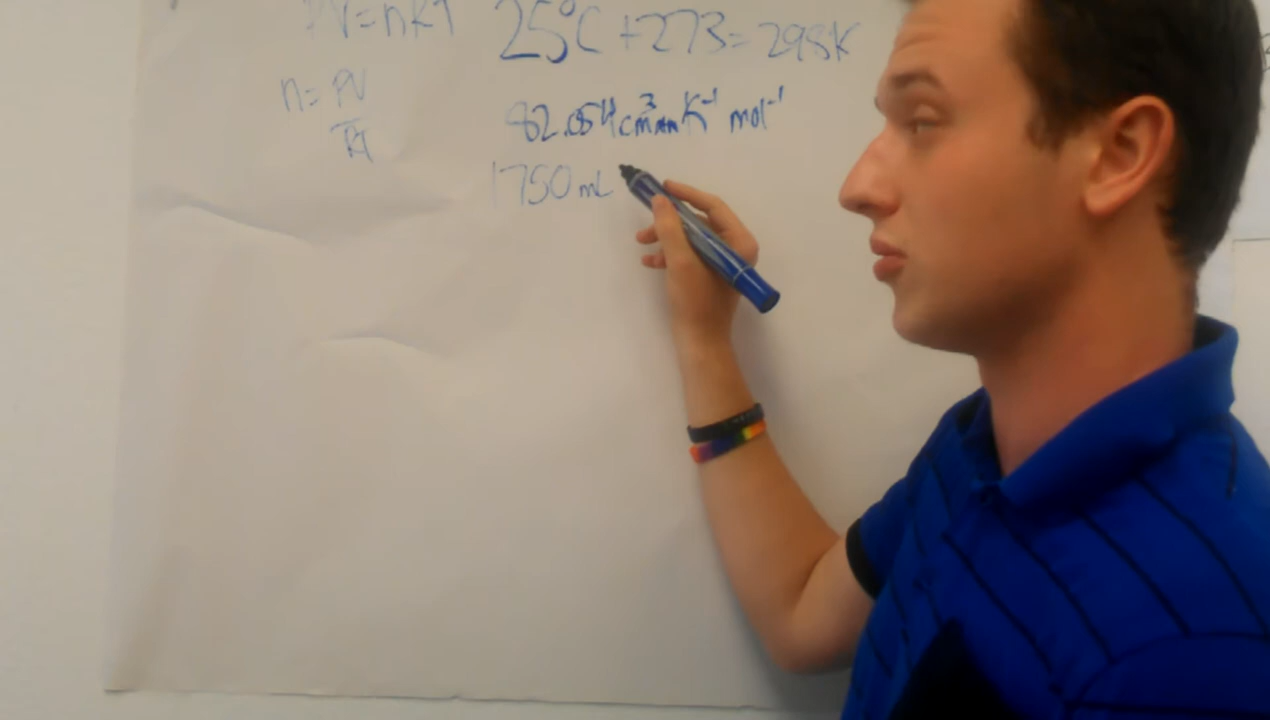 PV=nRT
25°C +273= 298K
n= PV
RT
82.054 cm³ atm K⁻¹ mol⁻¹
1750 mL